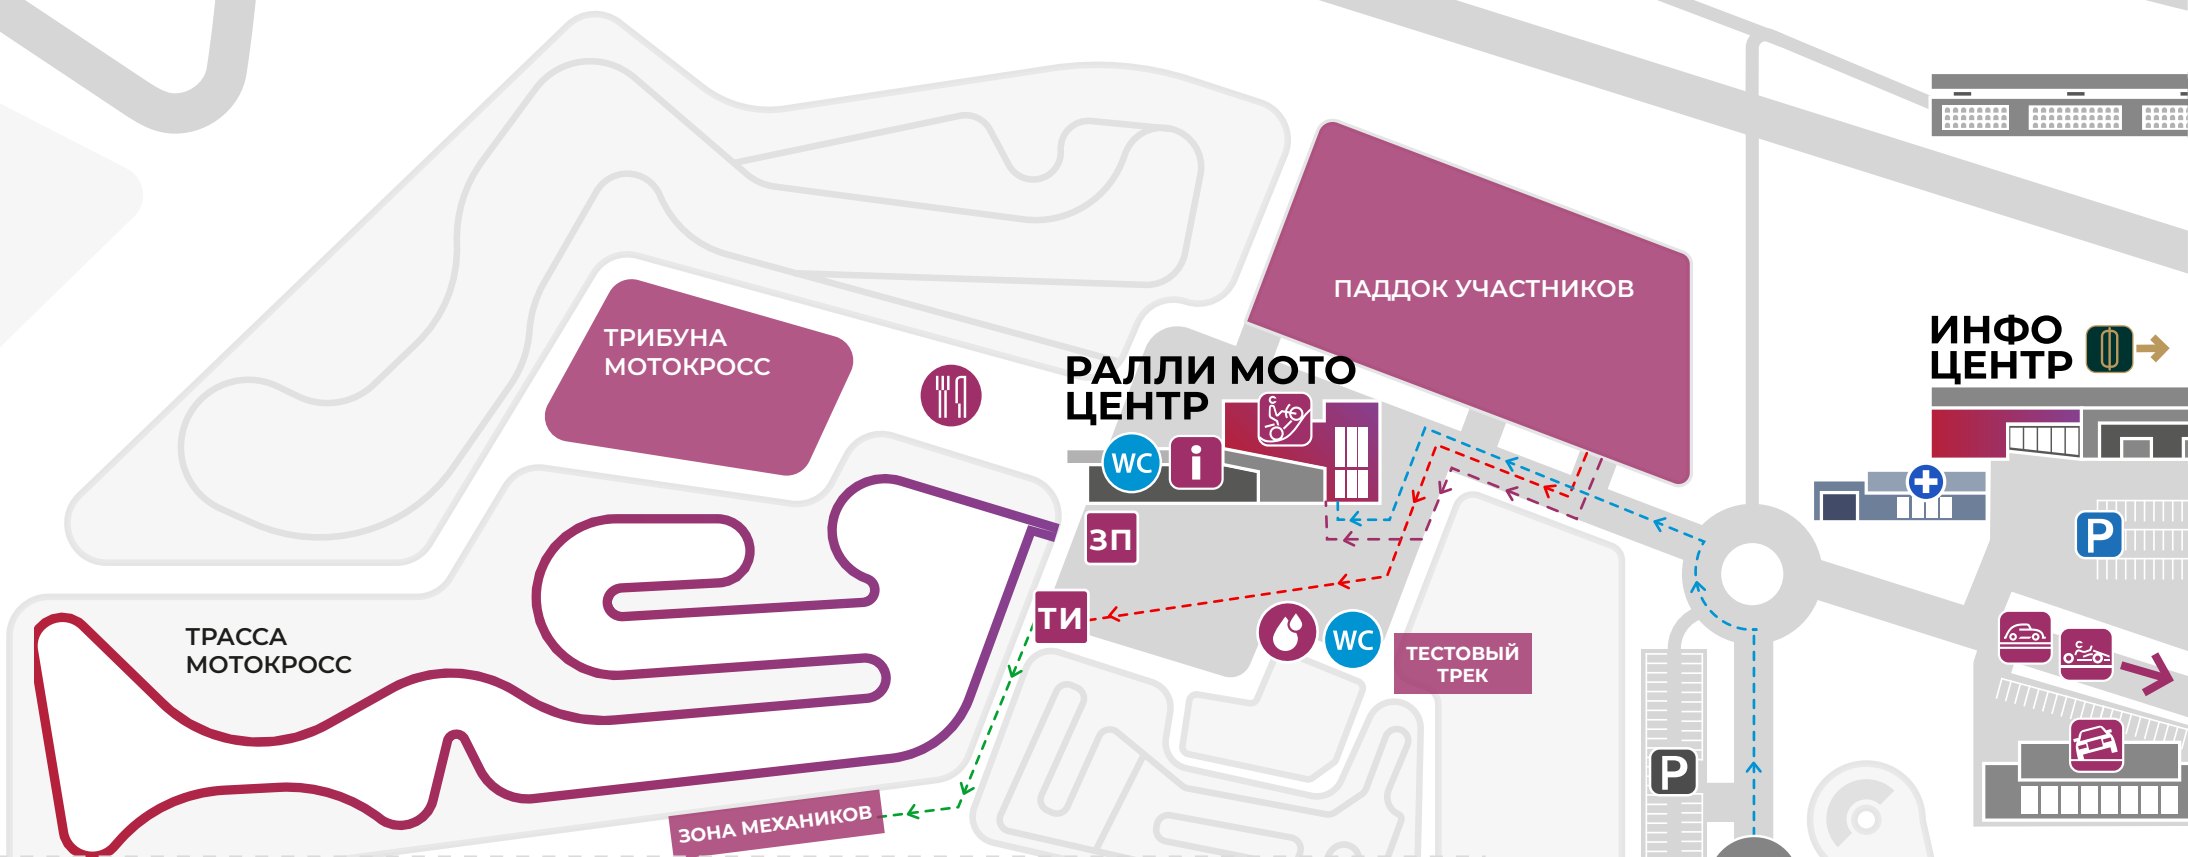 ТРИБУНА
МОТОКРОСС
ПАДДОК УЧАСТНИКОВ
РАЛЛИ МОТО
ЦЕНТР
ИНФО
ЦЕНТР
WC
i
ЗП
ТИ
WC
ТЕСТОВЫЙ
ТРЕК
ТРАССА
МОТОКРОСС
ЗОНА МЕХАНИКОВ
P
P